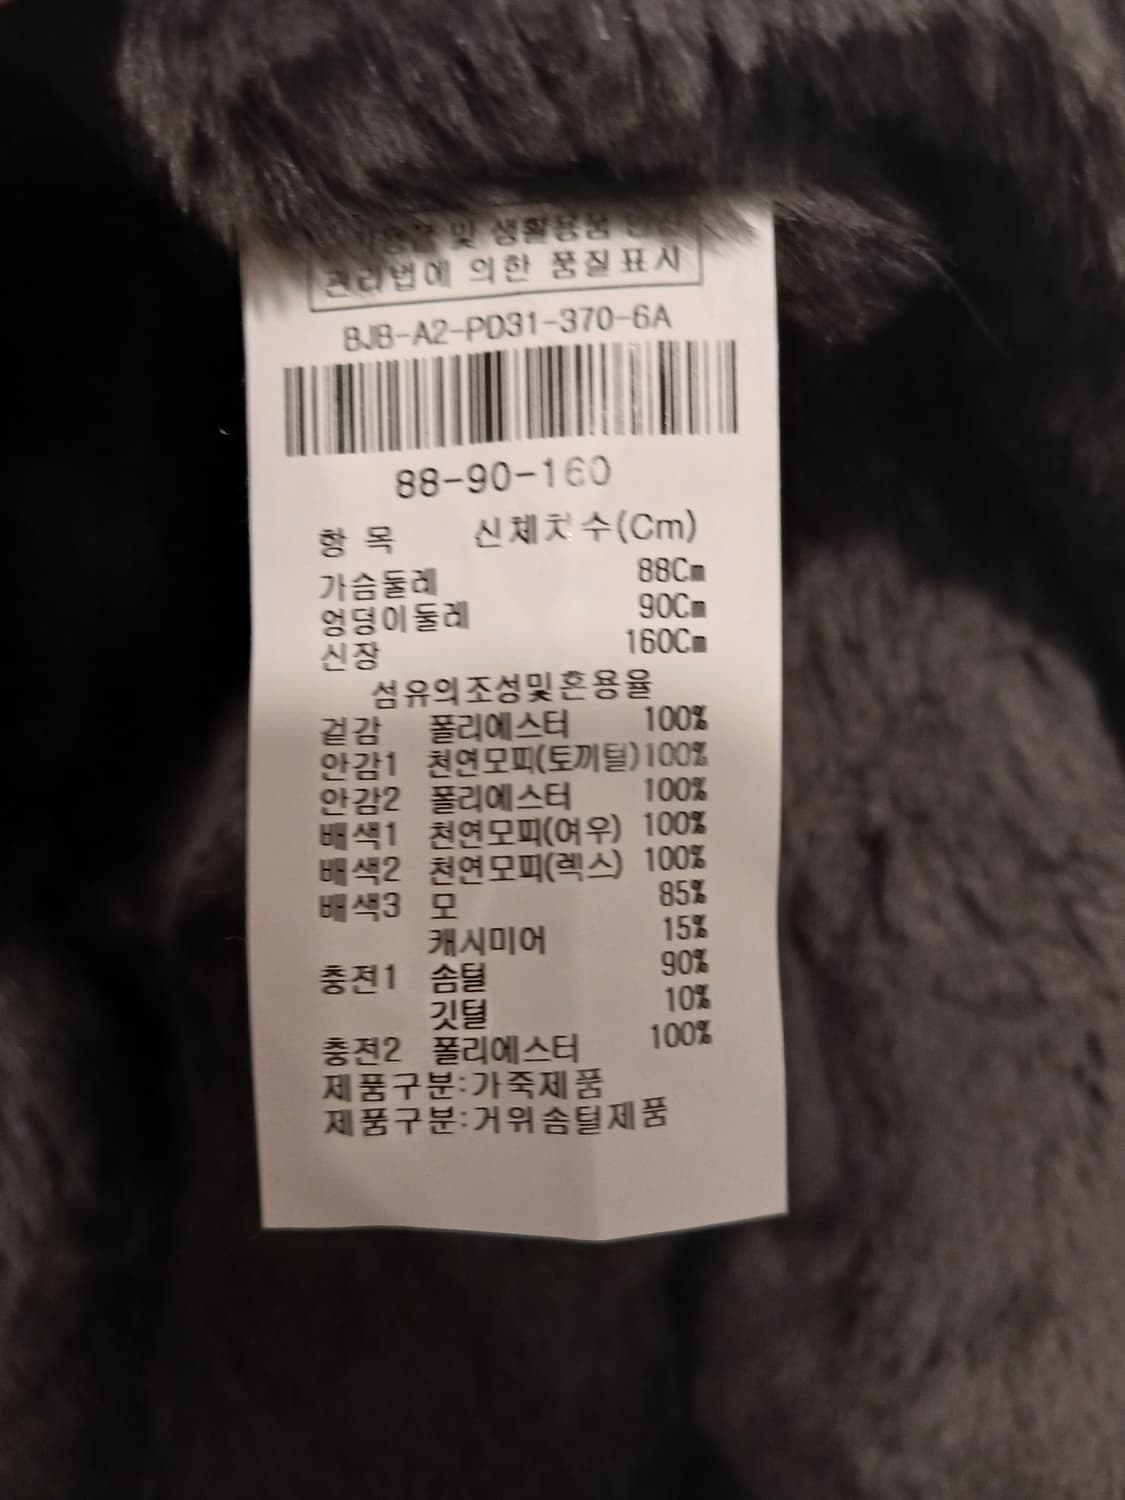 및 생활용품
관리법에 의한 품질표시
BJB-A2-PD31-370-6A
88-90-160
항 목 신체치수(Cm)
가슴둘레 88Cm
엉덩이둘레 90Cm
신장 160Cm
섬유의조성및혼용율
겉감 폴리에스터 100%
안감1 천연모피(토끼털) 100%
안감2 폴리에스터 100%
배색1 천연모피(여우) 100%
배색2 천연모피(렉스) 100%
배색3 모 85%
캐시미어 15%
충전1 솜털 90%
깃털 10%
충전2 폴리에스터 100%
제품구분:가죽제품
제품구분:거위솜털제품